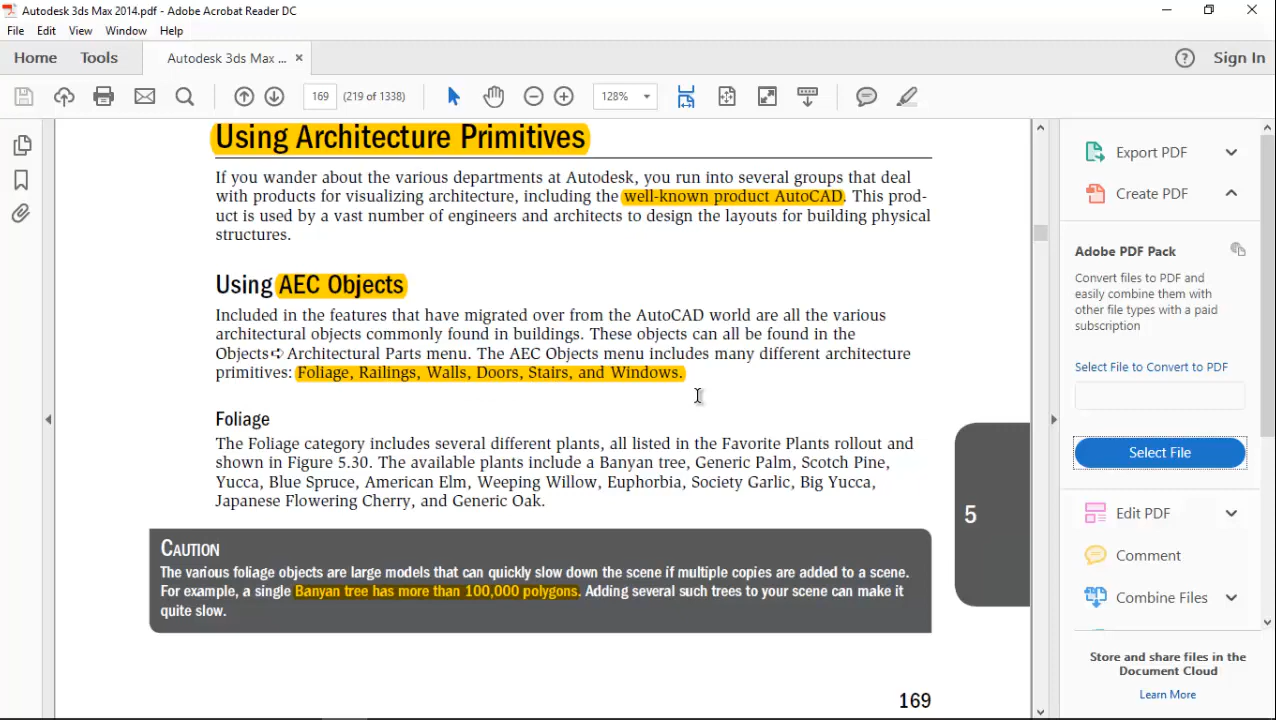 Autodesk 3ds Max 2014.pdf - Adobe Acrobat Reader DC
File Edit View Window Help
Home Tools Autodesk 3ds Max ... × ? Sign In
169 (219 of 1338) 128%
Using Architecture Primitives
If you wander about the various departments at Autodesk, you run into several groups that deal
with products for visualizing architecture, including the well-known product AutoCAD. This prod-
uct is used by a vast number of engineers and architects to design the layouts for building physical
structures.
Using AEC Objects
Included in the features that have migrated over from the AutoCAD world are all the various
architectural objects commonly found in buildings. These objects can all be found in the
Objects➪Architectural Parts menu. The AEC Objects menu includes many different architecture
primitives: Foliage, Railings, Walls, Doors, Stairs, and Windows.
Foliage
The Foliage category includes several different plants, all listed in the Favorite Plants rollout and
shown in Figure 5.30. The available plants include a Banyan tree, Generic Palm, Scotch Pine,
Yucca, Blue Spruce, American Elm, Weeping Willow, Euphorbia, Society Garlic, Big Yucca,
Japanese Flowering Cherry, and Generic Oak.
CAUTION
The various foliage objects are large models that can quickly slow down the scene if multiple copies are added to a scene.
For example, a single Banyan tree has more than 100,000 polygons. Adding several such trees to your scene can make it
quite slow.
5
169
Export PDF
Create PDF
Adobe PDF Pack
Convert files to PDF and
easily combine them with
other file types with a paid
subscription
Select File to Convert to PDF
Select File
Edit PDF
Comment
Combine Files
Store and share files in the
Document Cloud
Learn More